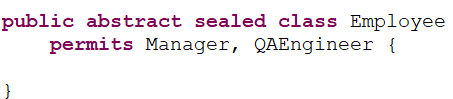 public abstract sealed class Employee
    permits Manager, QAEngineer {
}